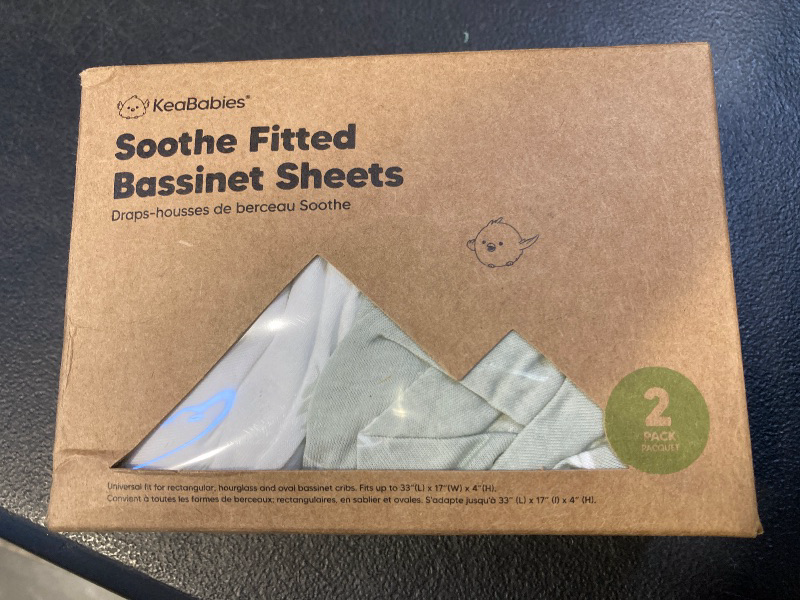 KeaBabies®
Soothe Fitted
Bassinet Sheets
Draps-housses de berceau Soothe
2
PACK
PACQUET
Universal fit for rectangular, hourglass and oval bassinet cribs. Fits up to 33"(L) x 17"(W) x 4"(H).
Convient à toutes les formes de berceaux: rectangulaires, en sablier et ovales. S'adapte jusqu'à 33" (L) x 17" (l) x 4" (H).